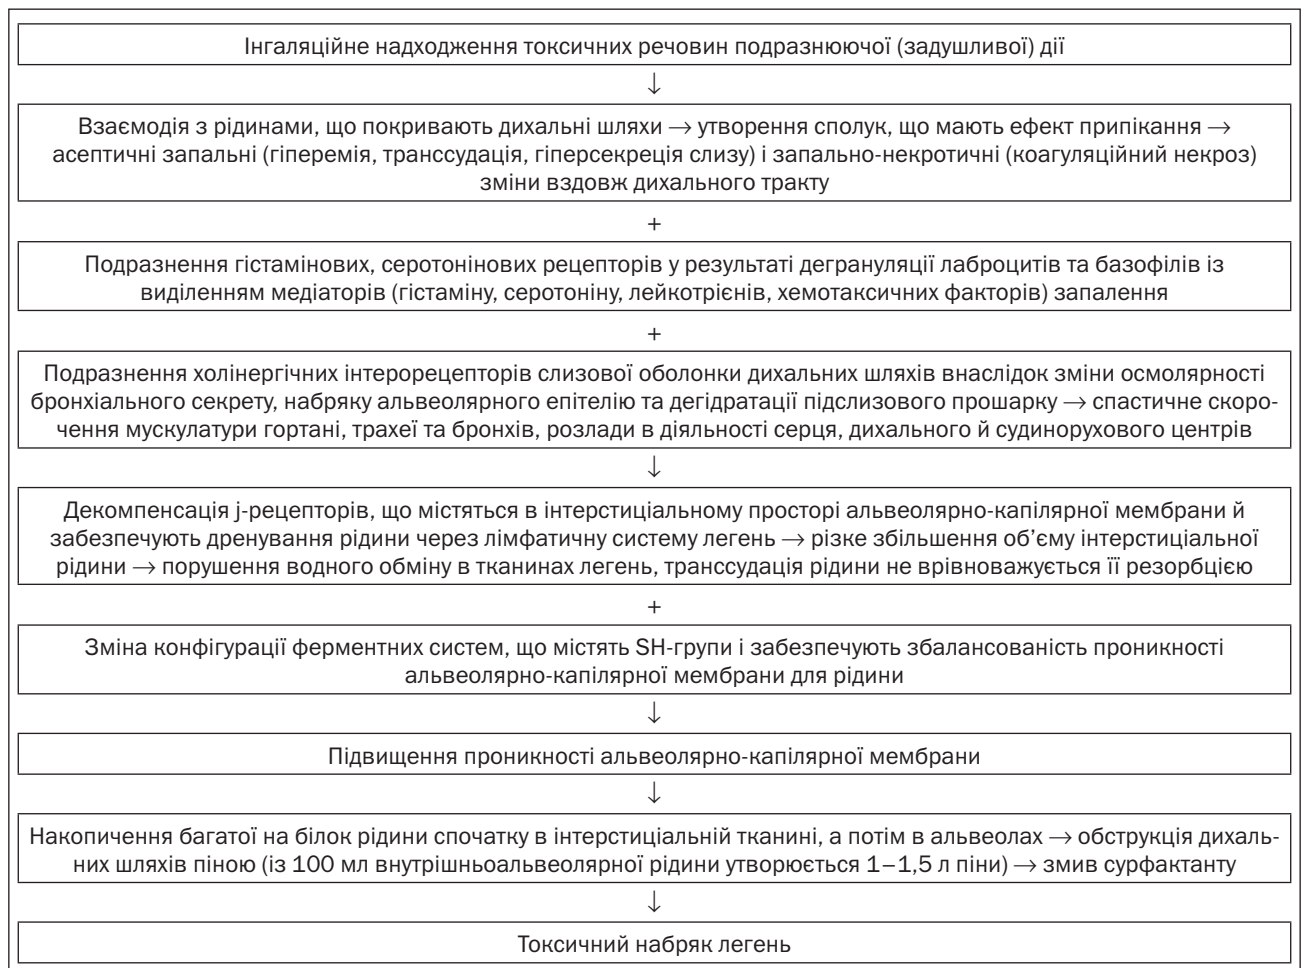 Інгаляційне надходження токсичних речовин подразнюючої (задушливої) дії
↓
Взаємодія з рідинами, що покривають дихальні шляхи → утворення сполук, що мають ефект припікання →
асептичні запальні (гіперемія, транссудація, гіперсекреція слизу) і запально-некротичні (коагуляційний некроз)
зміни вздовж дихального тракту
+
Подразнення гістамінових, серотонінових рецепторів у результаті дегрануляції лаброцитів та базофілів із
виділенням медіаторів (гістаміну, серотоніну, лейкотрієнів, хемотаксичних факторів) запалення
+
Подразнення холінергічних інтерорецепторів слизової оболонки дихальних шляхів внаслідок зміни осмолярності
бронхіального секрету, набряку альвеолярного епітелію та дегідратації підслизового прошарку → спастичне скоро-
чення мускулатури гортані, трахеї та бронхів, розлади в діяльності серця, дихального й судинорухового центрів
↓
Декомпенсація j-рецепторів, що містяться в інтерстиціальному просторі альвеолярно-капілярної мембрани й
забезпечують дренування рідини через лімфатичну систему легень → різке збільшення об’єму інтерстиціальної
рідини → порушення водного обміну в тканинах легень, транссудація рідини не врівноважується її резорбцією
+
Зміна конфігурації ферментних систем, що містять SH-групи і забезпечують збалансованість проникності
альвеолярно-капілярної мембрани для рідини
↓
Підвищення проникності альвеолярно-капілярної мембрани
↓
Накопичення багатої на білок рідини спочатку в інтерстиціальній тканині, а потім в альвеолах → обструкція дихаль-
них шляхів піною (із 100 мл внутрішньоальвеолярної рідини утворюється 1–1,5 л піни) → змив сурфактанту
↓
Токсичний набряк легень